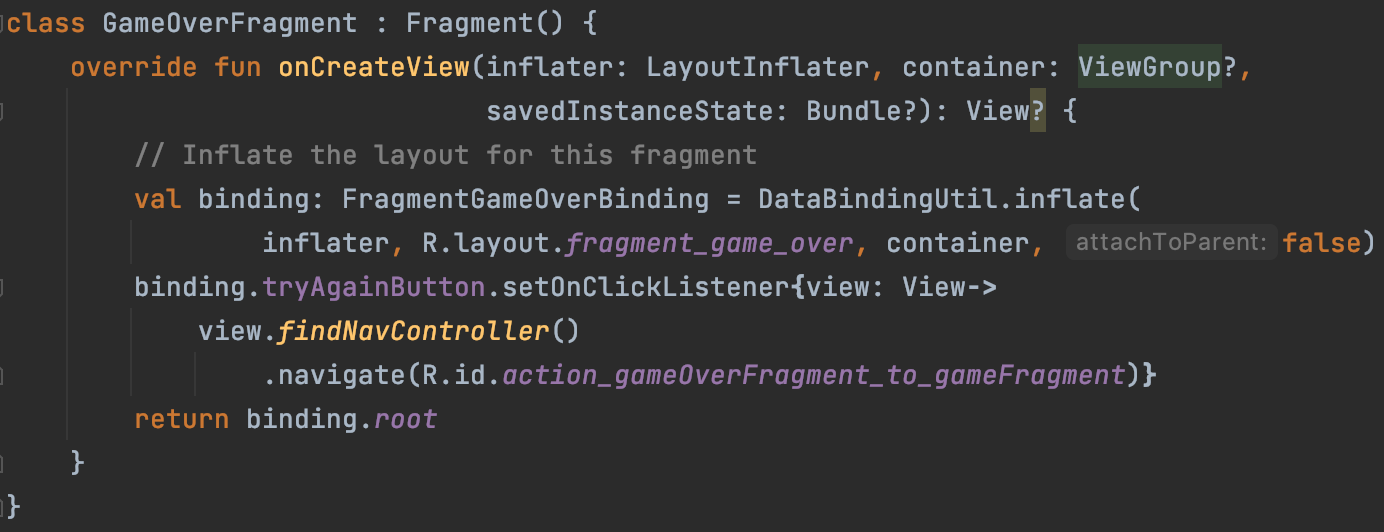 class GameOverFragment : Fragment() {
    override fun onCreateView(inflater: LayoutInflater, container: ViewGroup?,
                              savedInstanceState: Bundle?): View? {
        // Inflate the layout for this fragment
        val binding: FragmentGameOverBinding = DataBindingUtil.inflate(
                inflater, R.layout.fragment_game_over, container, attachToParent: false)
        binding.tryAgainButton.setOnClickListener{view: View->
            view.findNavController()
                .navigate(R.id.action_gameOverFragment_to_gameFragment)}
        return binding.root
    }
}